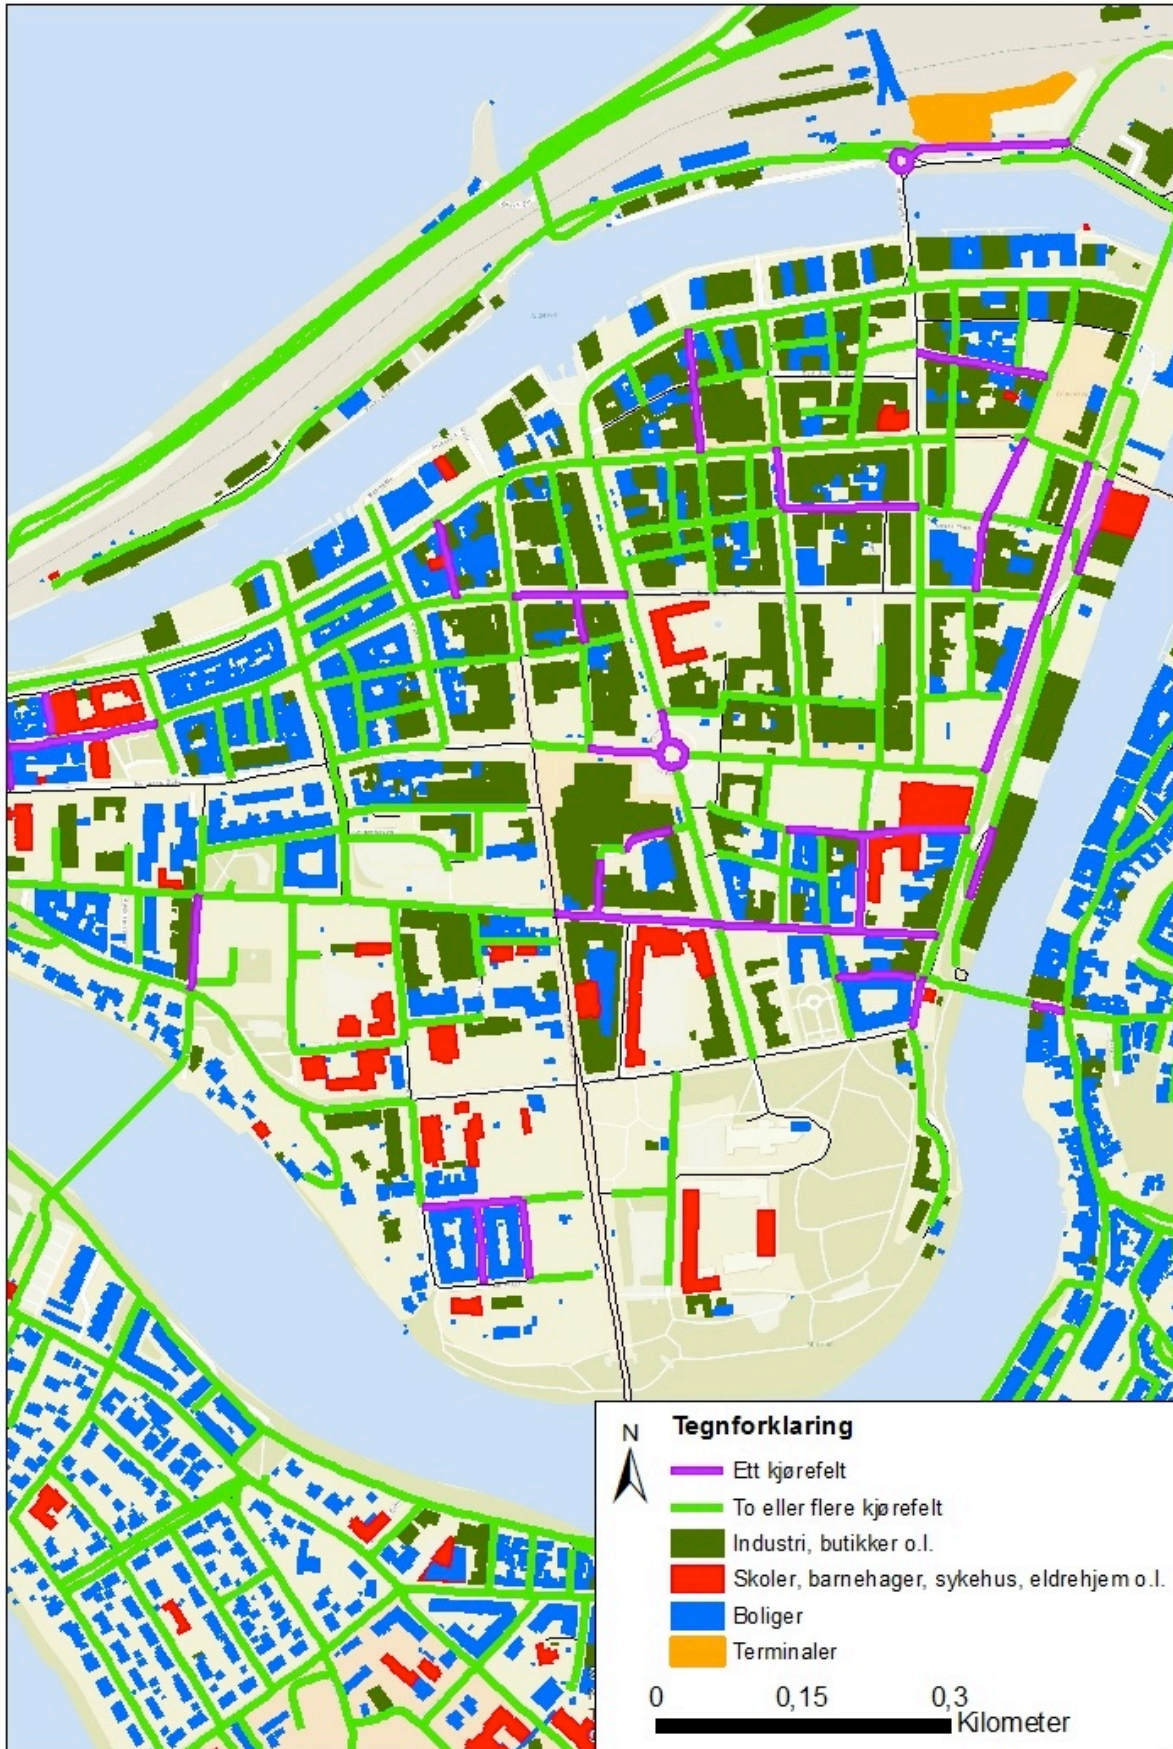 N
Tegnforklaring
Ett kjørefelt
To eller flere kjørefelt
Industri, butikker o.l.
Skoler, barnehager, sykehus, eldrehjem o.l.
Boliger
Terminaler
0 0,15 0,3
Kilometer